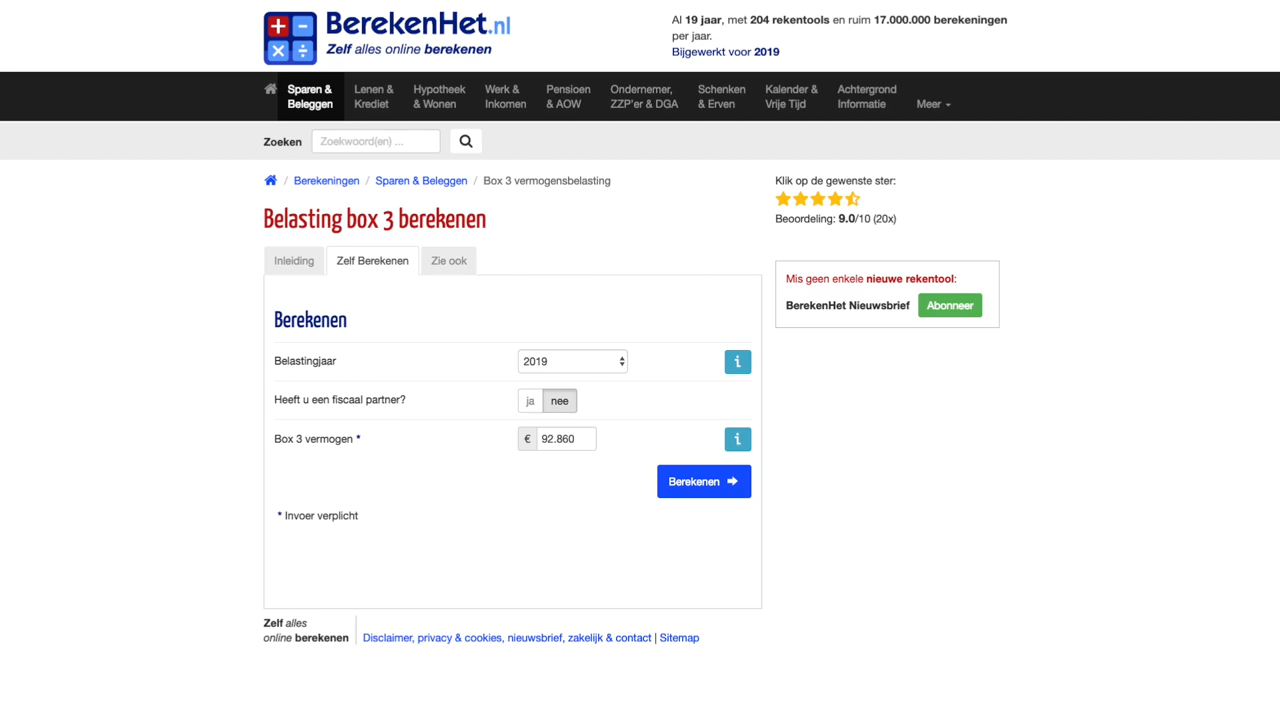 BerekenHet.nl
Zelf alles online berekenen
Al 19 jaar, met 204 rekentools en ruim 17.000.000 berekeningen
per jaar.
Bijgewerkt voor 2019
Sparen &
Beleggen
Lenen &
Krediet
Hypotheek
& Wonen
Werk &
Inkomen
Pensioen
& AOW
Ondernemer,
ZZP'er & DGA
Schenken
& Erven
Kalender &
Vrije Tijd
Achtergrond
Informatie
Meer
Zoeken
Zoekwoord(en) ...
/ Berekeningen / Sparen & Beleggen / Box 3 vermogensbelasting
Klik op de gewenste ster:
Beoordeling: 9.0/10 (20x)
Belasting box 3 berekenen
Inleiding
Zelf Berekenen
Zie ook
Mis geen enkele nieuwe rekentool:
BerekenHet Nieuwsbrief Abonneer
Berekenen
Belastingjaar 2019 i
Heeft u een fiscaal partner? ja nee
Box 3 vermogen * € 92.860 i
Berekenen
* Invoer verplicht
Zelf alles
online berekenen
Disclaimer, privacy & cookies, nieuwsbrief, zakelijk & contact | Sitemap